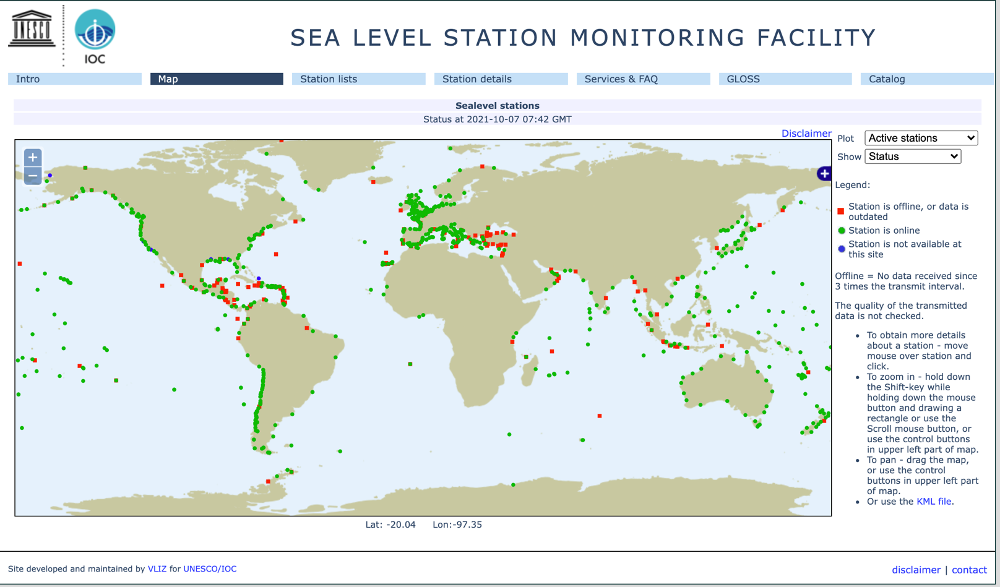 UNESCO
IOC
SEA LEVEL STATION MONITORING FACILITY
Intro
Map
Station lists
Station details
Services & FAQ
GLOSS
Catalog
Sealevel stations
Status at 2021-10-07 07:42 GMT
Disclaimer
Plot
Active stations
Show
Status
+
−
+
Legend:
Station is offline, or data is
outdated
Station is online
Station is not available at
this site
Offline = No data received since
3 times the transmit interval.
The quality of the transmitted
data is not checked.
• To obtain more details
about a station - move
mouse over station and
click.
• To zoom in - hold down
the Shift-key while
holding down the mouse
button and drawing a
rectangle or use the
Scroll mouse button, or
use the control buttons
in upper left part of map.
• To pan - drag the map,
or use the control
buttons in upper left part
of map.
• Or use the KML file.
Lat: -20.04 Lon:-97.35
Site developed and maintained by VLIZ for UNESCO/IOC
disclaimer | contact